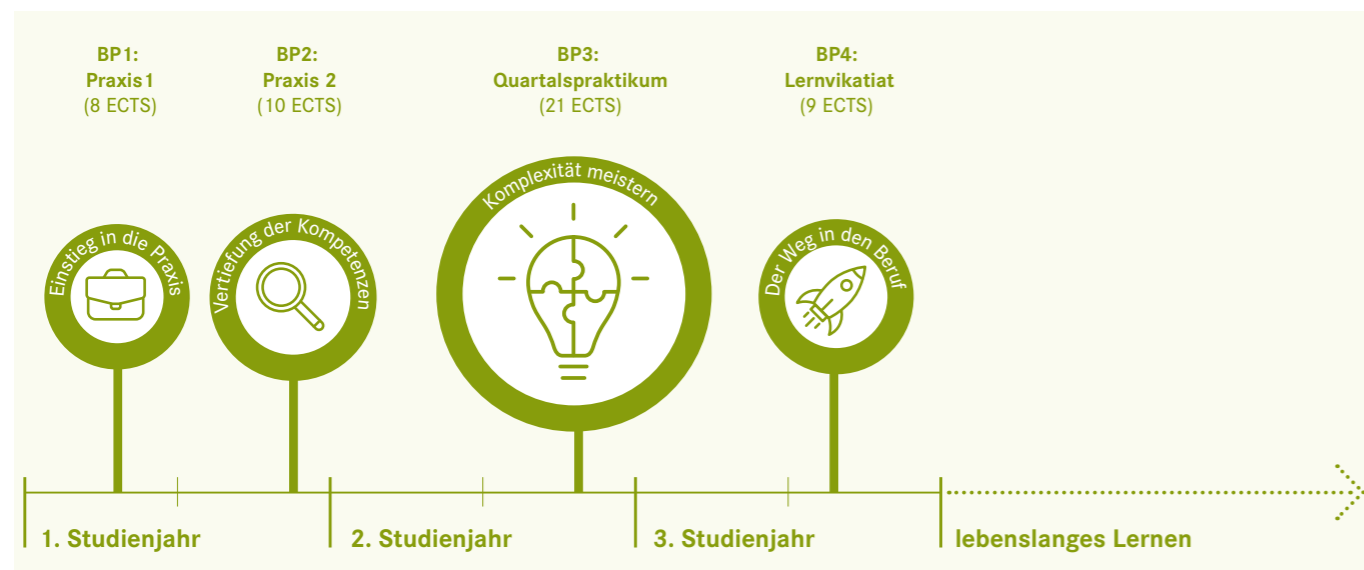 BP1:
Praxis1
(8 ECTS)
BP2:
Praxis 2
(10 ECTS)
BP3:
Quartalspraktikum
(21 ECTS)
BP4:
Lernvikatiat
(9 ECTS)
Einstieg in die Praxis
Vertiefung der Kompetenzen
Komplexität meistern
Der Weg in den Beruf
1. Studienjahr
2. Studienjahr
3. Studienjahr
lebenslanges Lernen